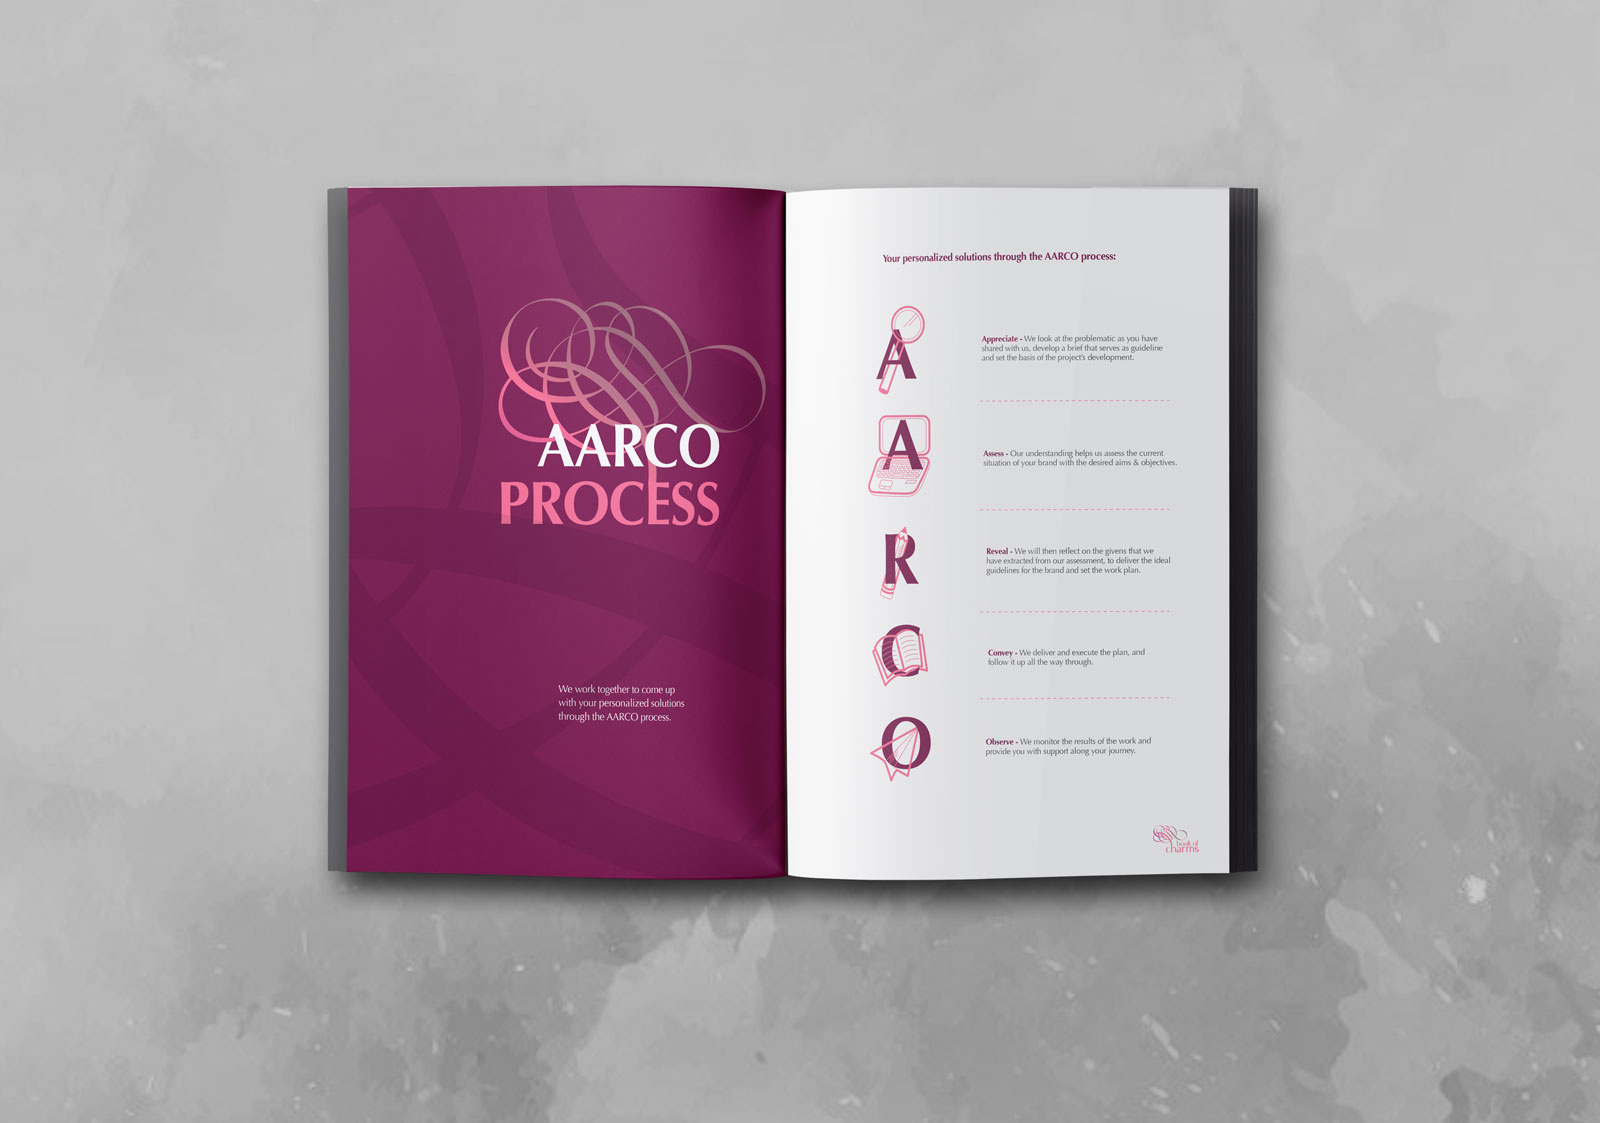 AARCO
PROCESS
We work together to come up
with your personalized solutions
through the AARCO process.
Your personalized solutions through the AARCO process:
A
Appreciate - We look at the problematic as you have
shared with us, develop a brief that serves as guideline
and set the basis of the project's development.
A
Assess - Our understanding helps us assess the current
situation of your brand with the desired aims & objectives.
R
Reveal - We will then reflect on the givens that we
have extracted from our assessment, to deliver the ideal
guidelines for the brand and set the work plan.
C
Convey - We deliver and execute the plan, and
follow it up all the way through.
O
Observe - We monitor the results of the work and
provide you with support along your journey.
book of
charms